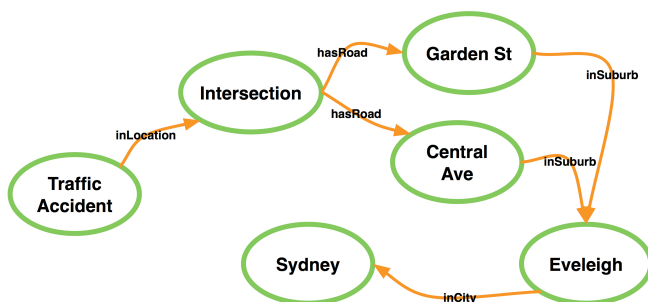 hasRoad
Garden St
inSuburb
Intersection
hasRoad
inLocation
Central
Ave
inSuburb
Traffic
Accident
Sydney
Eveleigh
inCity